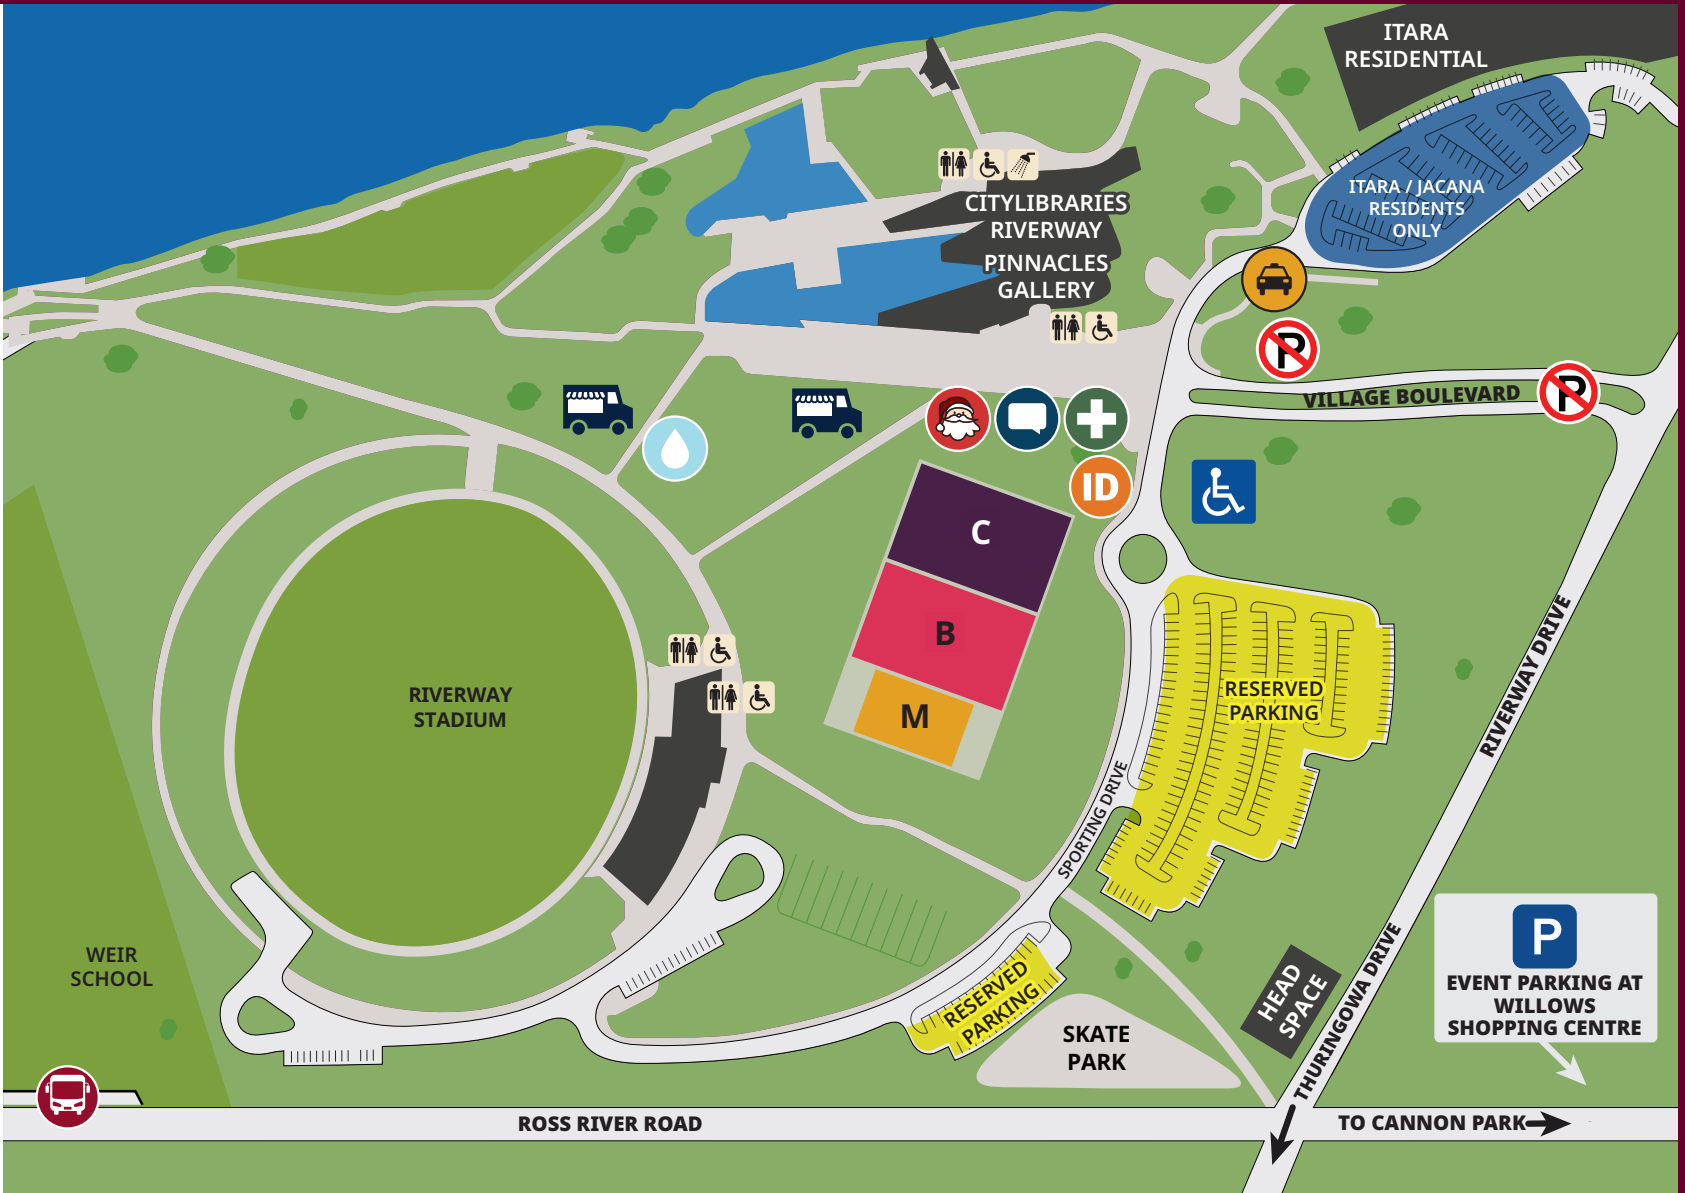 ITARA
RESIDENTIAL
ITARA / JACANA
RESIDENTS
ONLY
CITYLIBRARIES
RIVERWAY
PINNACLES
GALLERY
P
VILLAGE BOULEVARD
P
ID
C
B
M
RIVERWAY
STADIUM
RESERVED
PARKING
RIVERWAY DRIVE
SPORTING DRIVE
WEIR
SCHOOL
RESERVED
PARKING
SKATE
PARK
HEAD
SPACE
THURINGOWA DRIVE
P
EVENT PARKING AT
WILLOWS
SHOPPING CENTRE
ROSS RIVER ROAD
TO CANNON PARK